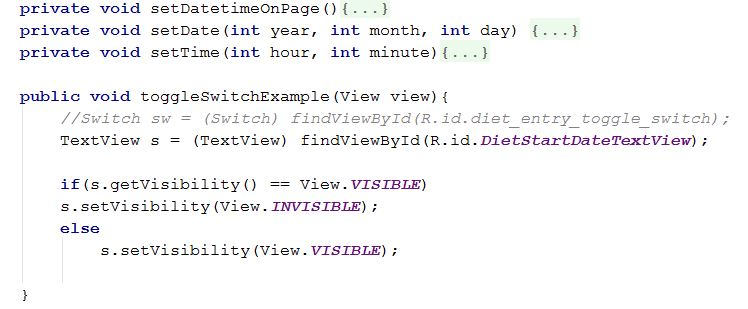 private void setDatetimeOnPage(){...}
private void setDate(int year, int month, int day) {...}
private void setTime(int hour, int minute){...}
public void toggleSwitchExample(View view){
//Switch sw = (Switch) findViewById(R.id.diet_entry_toggle_switch);
TextView s = (TextView) findViewById(R.id.DietStartDateTextView);
if(s.getVisibility() == View.VISIBLE)
s.setVisibility(View.INVISIBLE);
else
s.setVisibility(View.VISIBLE);
}